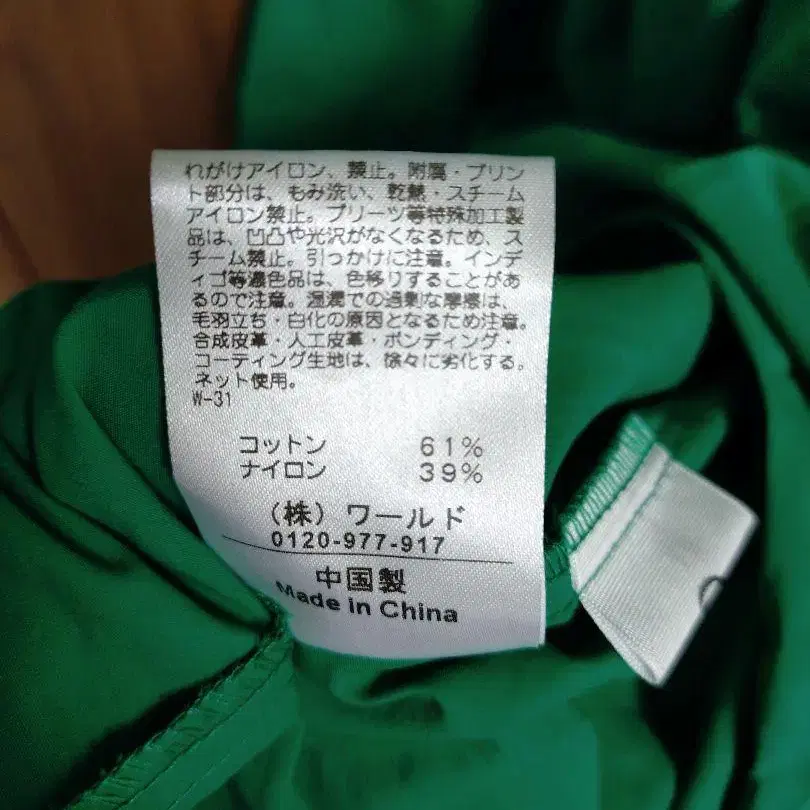 れがけアイロン、禁止。附属・プリン
ト部分は、もみ洗い、乾熱・スチーム
アイロン禁止。プリーツ等特殊加工製
品は、凹凸や光沢がなくなるため、ス
チーム禁止。引っかけに注意。インデ
ィゴ等濃色品は、色移りすることがあ
るので注意。湿潤での過剰な摩擦は、
毛羽立ち・白化の原因となるため注意。
合成皮革・人工皮革・ボンディング・
コーティング生地は、徐々に劣化する。
ネット使用。
W-31
コットン 61%
ナイロン 39%
(株) ワールド
0120-977-917
中国製
Made in China